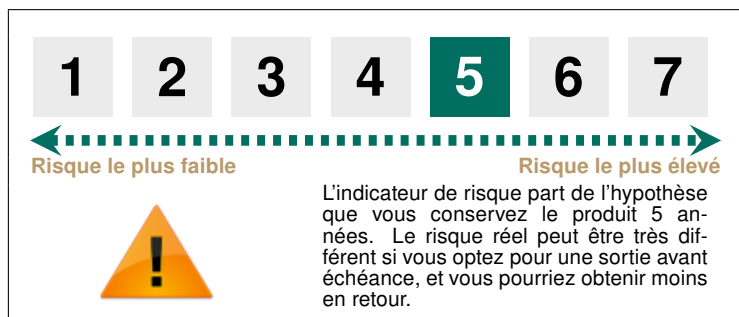 1 2 3 4 5 6 7
Risque le plus faible Risque le plus élevé
L'indicateur de risque part de l'hypothèse
que vous conservez le produit 5 an-
nées. Le risque réel peut être très dif-
férent si vous optez pour une sortie avant
échéance, et vous pourriez obtenir moins
en retour.